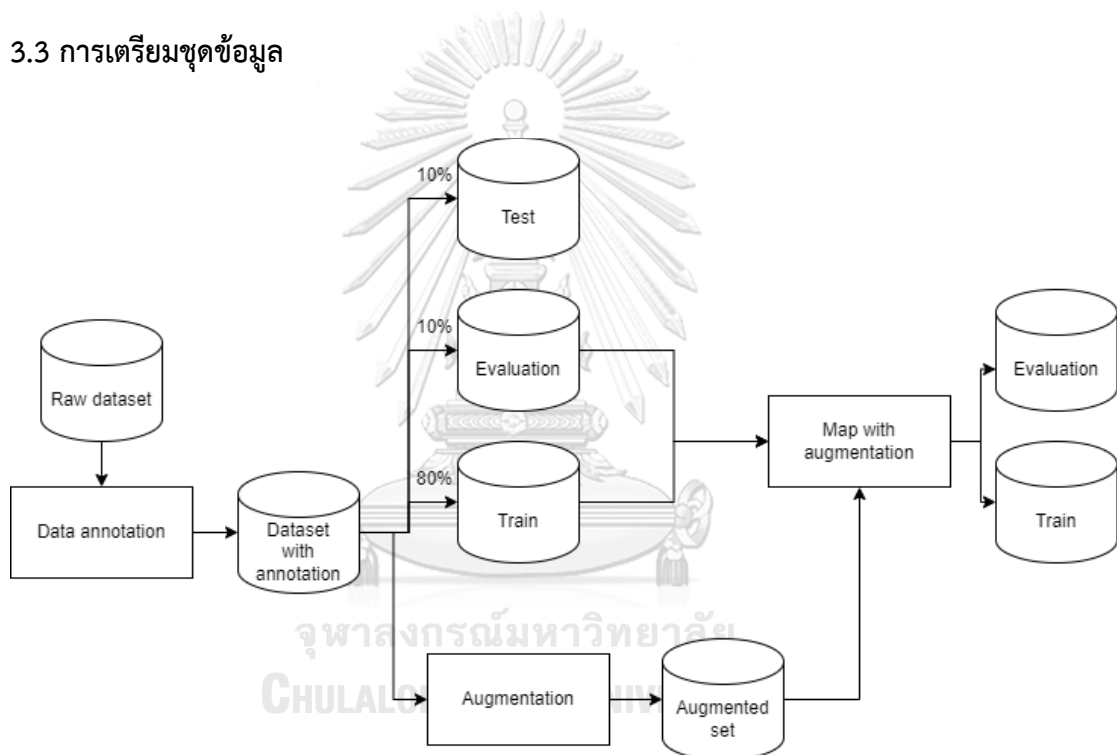 3.3 การเตรียมชุดข้อมูล
10%
Test
10%
Evaluation
Evaluation
Raw dataset
Map with
augmentation
80%
Train
Train
Data annotation
Dataset
with
annotation
จุฬาลงกรณ์มหาวิทยาลัย
Augmentation
Augmented
set